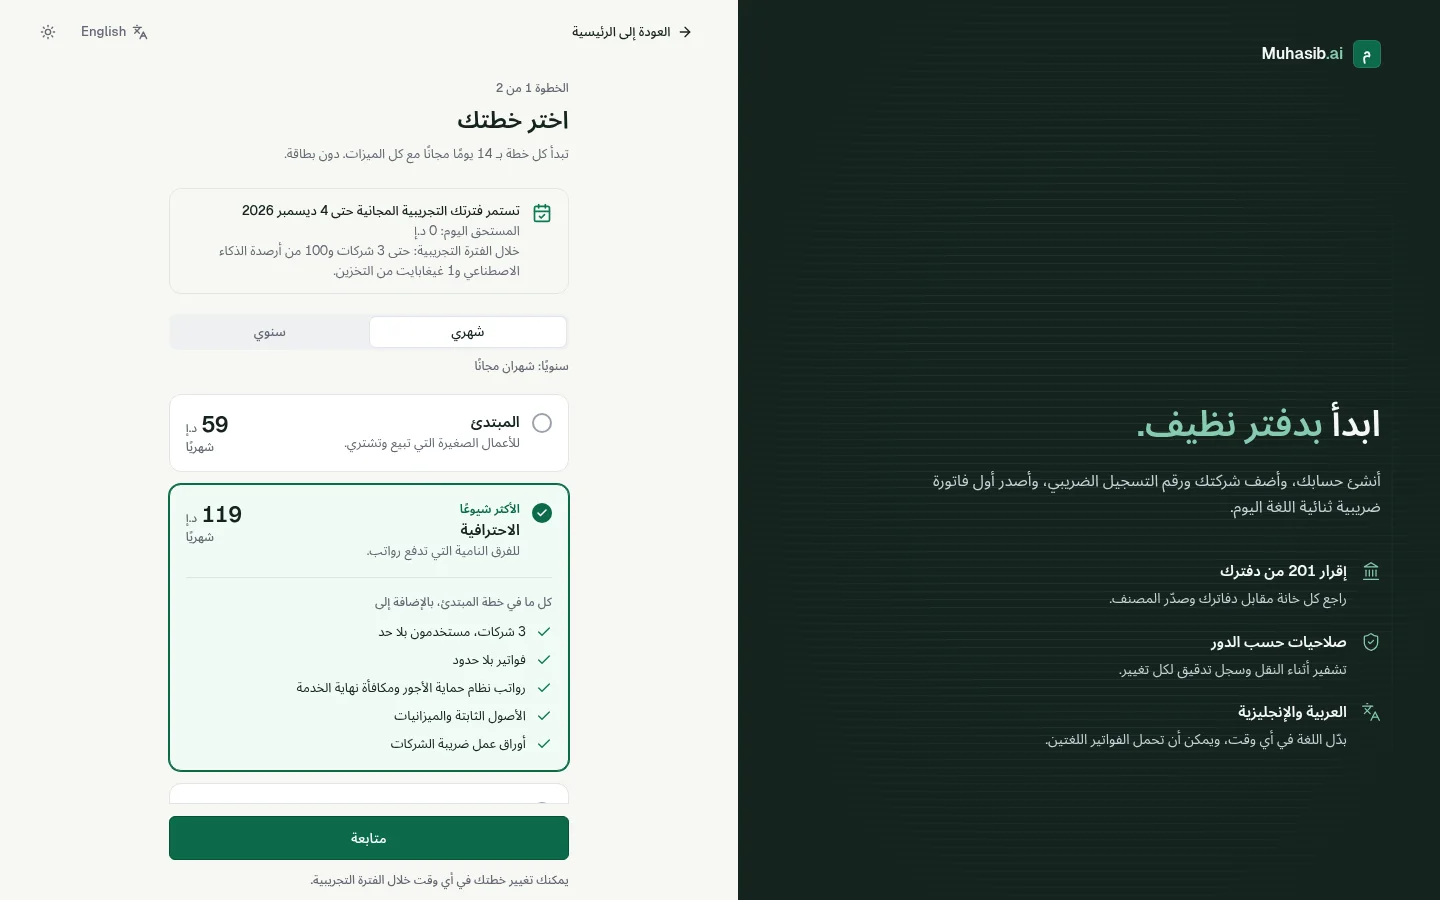 Muhasib.ai
م
ابدأ بدفتر نظيف.
أنشئ حسابك، وأضف شركتك ورقم التسجيل الضريبي، وأصدر أول فاتورة
ضريبية ثنائية اللغة اليوم.
إقرار 201 من دفترك
راجع كل خانة مقابل دفاترك وصدّر المصنف.
صلاحيات حسب الدور
تشفير أثناء النقل وسجل تدقيق لكل تغيير.
العربية والإنجليزية
بدّل اللغة في أي وقت، ويمكن أن تحمل الفواتير اللغتين.
العودة إلى الرئيسية
English
الخطوة 1 من 2
اختر خطتك
تبدأ كل خطة بـ 14 يومًا مجانًا مع كل الميزات. دون بطاقة.
تستمر فترتك التجريبية المجانية حتى 4 ديسمبر 2026
المستحق اليوم: 0 د.إ
خلال الفترة التجريبية: حتى 3 شركات و100 من أرصدة الذكاء
الاصطناعي و1 غيغابايت من التخزين.
شهري
سنوي
سنويًا: شهران مجانًا
المبتدئ
للأعمال الصغيرة التي تبيع وتشتري.
59 د.إ
شهريًا
الأكثر شيوعًا
الاحترافية
للفرق النامية التي تدفع رواتب.
119 د.إ
شهريًا
كل ما في خطة المبتدئ، بالإضافة إلى
3 شركات، مستخدمون بلا حد
فواتير بلا حدود
رواتب نظام حماية الأجور ومكافأة نهاية الخدمة
الأصول الثابتة والميزانيات
أوراق عمل ضريبة الشركات
متابعة
يمكنك تغيير خطتك في أي وقت خلال الفترة التجريبية.